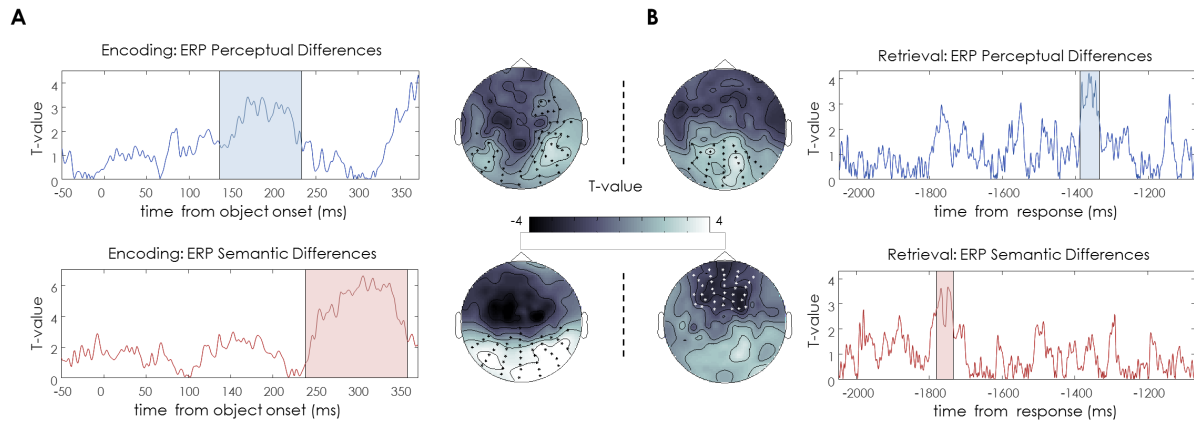 A
B
Encoding: ERP Perceptual Differences
T-value
4
3
2
1
0
-50 0 50 100 150 200 250 300 350
time from object onset (ms)
Retrieval: ERP Perceptual Differences
T-value
4
3
2
1
0
-2000 -1800 -1600 -1400 -1200
time from response (ms)
T-value
-4 4
Encoding: ERP Semantic Differences
T-value
6
4
2
0
-50 0 50 100 140 200 250 300 350
time from object onset (ms)
Retrieval: ERP Semantic Differences
T-value
4
3
2
1
0
-2000 -1800 -1600 -1400 -1200
time from response (ms)